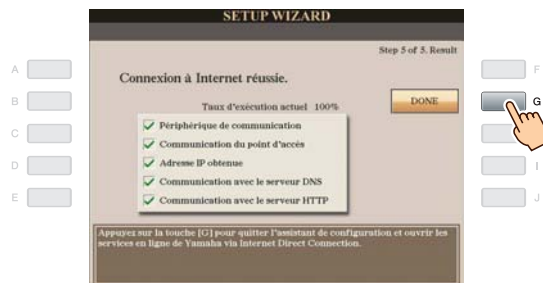 SETUP WIZARD
Step 5 of 5. Result
Connexion à Internet réussie.
Taux d'exécution actuel 100%
DONE
Périphérique de communication
Communication du point d'accès
Adresse IP obtenue
Communication avec le serveur DNS
Communication avec le serveur HTTP
Appuyez sur la touche [G] pour quitter l'assistant de configuration et ouvrir les
services en ligne de Yamaha via Internet Direct Connection.
A
B
C
D
E
F
G
I
J